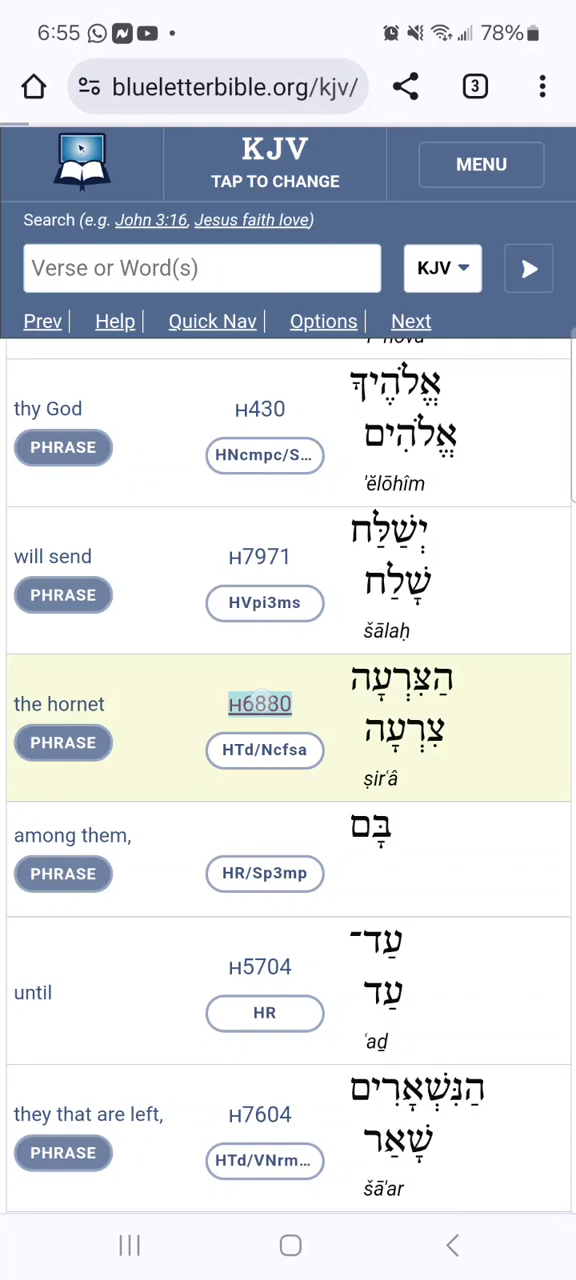 6:55 78%
blueletterbible.org/kjv/ 3
KJV
TAP TO CHANGE
MENU
Search (e.g. John 3:16, Jesus faith love)
Verse or Word(s) KJV
Prev | Help | Quick Nav | Options | Next
thy God H430 אֱלֹהֶיךָ
PHRASE HNcmpc/S... אֱלֹהִים
'ĕlōhîm
will send H7971 יְשַׁלַּח
PHRASE HVpi3ms שָׁלַח
šālaḥ
the hornet H6880 הַצִּרְעָה
PHRASE HTd/Ncfsa צִרְעָה
ṣirʿâ
among them, בָּם
PHRASE HR/Sp3mp
until H5704 עַד־
HR עַד
ʿaḏ
they that are left, H7604 הַנִּשְׁאָרִים
PHRASE HTd/VNrm... שָׁאַר
šā'ar